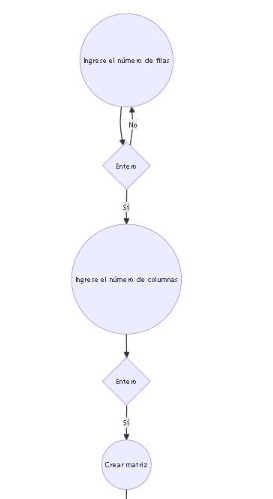 Ingrese el número de filas
No
Entero
Sí
Ingrese el número de columnas
Entero
Sí
Crear matriz